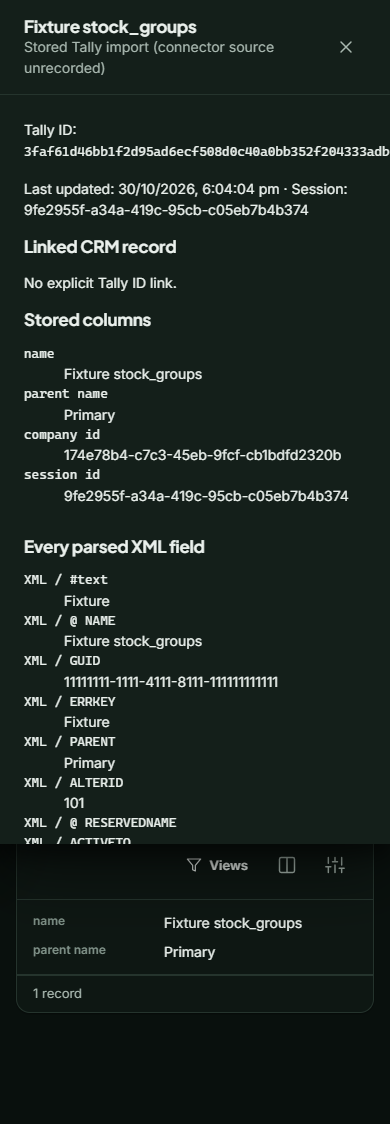 Fixture stock_groups
Stored Tally import (connector source
unrecorded)
Tally ID:
3faf61d46bb1f2d95ad6ecf508d0c40a0bb352f204333adb
Last updated: 30/10/2026, 6:04:04 pm · Session:
9fe2955f-a34a-419c-95cb-c05eb7b4b374
Linked CRM record
No explicit Tally ID link.
Stored columns
name
Fixture stock_groups
parent name
Primary
company id
174e78b4-c7c3-45eb-9fcf-cb1bdfd2320b
session id
9fe2955f-a34a-419c-95cb-c05eb7b4b374
Every parsed XML field
XML / #text
Fixture
XML / @ NAME
Fixture stock_groups
XML / GUID
11111111-1111-4111-8111-111111111111
XML / ERRKEY
Fixture
XML / PARENT
Primary
XML / ALTERID
101
XML / @ RESERVEDNAME
XML / ACTIVETO
Views
name
Fixture stock_groups
parent name
Primary
1 record